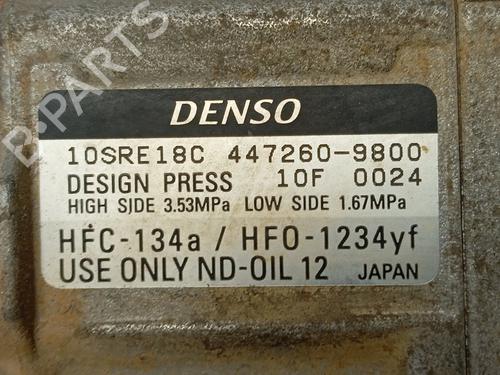 DENSO
10SRE18C 447260-9800
DESIGN PRESS 10F 0024
HIGH SIDE 3.53MPa LOW SIDE 1.67MPa
HFC-134a / HFO-1234yf
USE ONLY ND-OIL 12 JAPAN